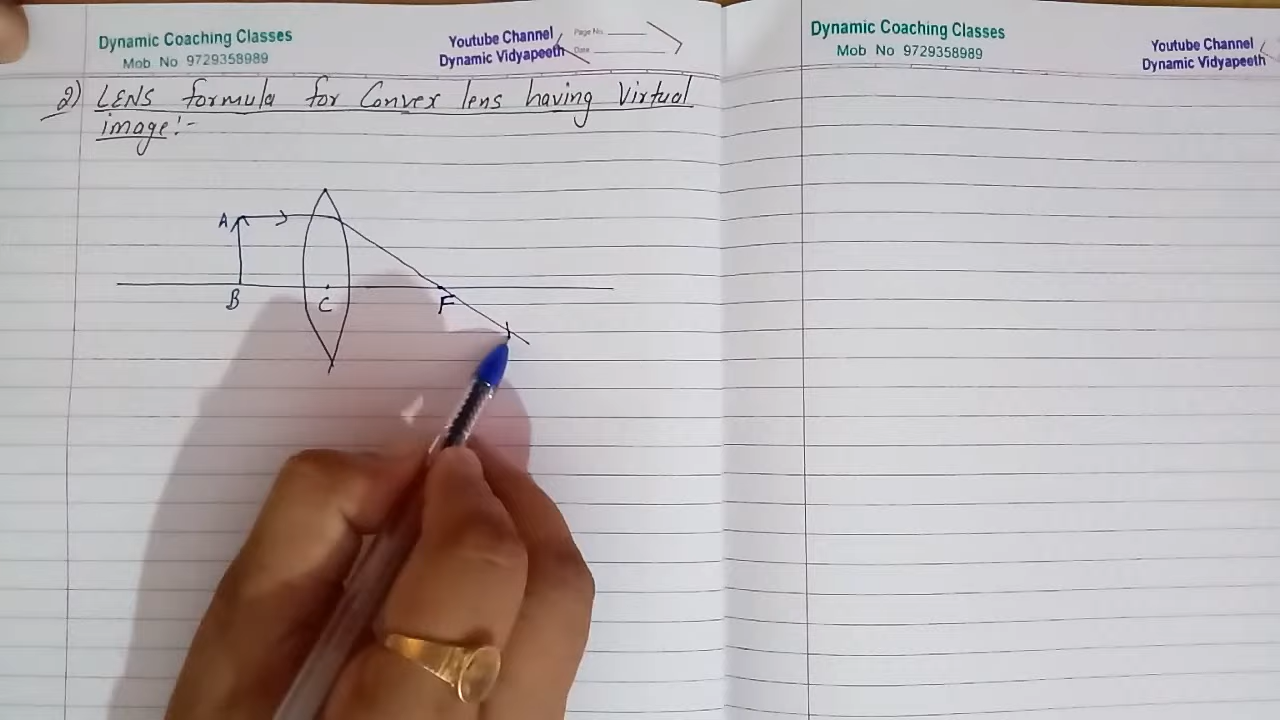 Dynamic Coaching Classes
Mob No 9729358989
Youtube Channel
Dynamic Vidyapeeth
Page No.
Date
2) LENS formula for Convex lens having Virtual
image:-
A
B
C
F
Dynamic Coaching Classes
Mob No 9729358989
Youtube Channel
Dynamic Vidyapeeth